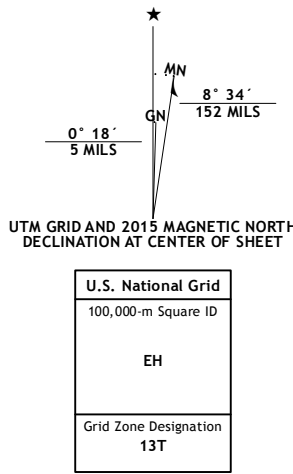 ★
MN
8° 34´
152 MILS
GN
0° 18´
5 MILS
UTM GRID AND 2015 MAGNETIC NORTH
DECLINATION AT CENTER OF SHEET
U.S. National Grid
100,000-m Square ID
EH
Grid Zone Designation
13T